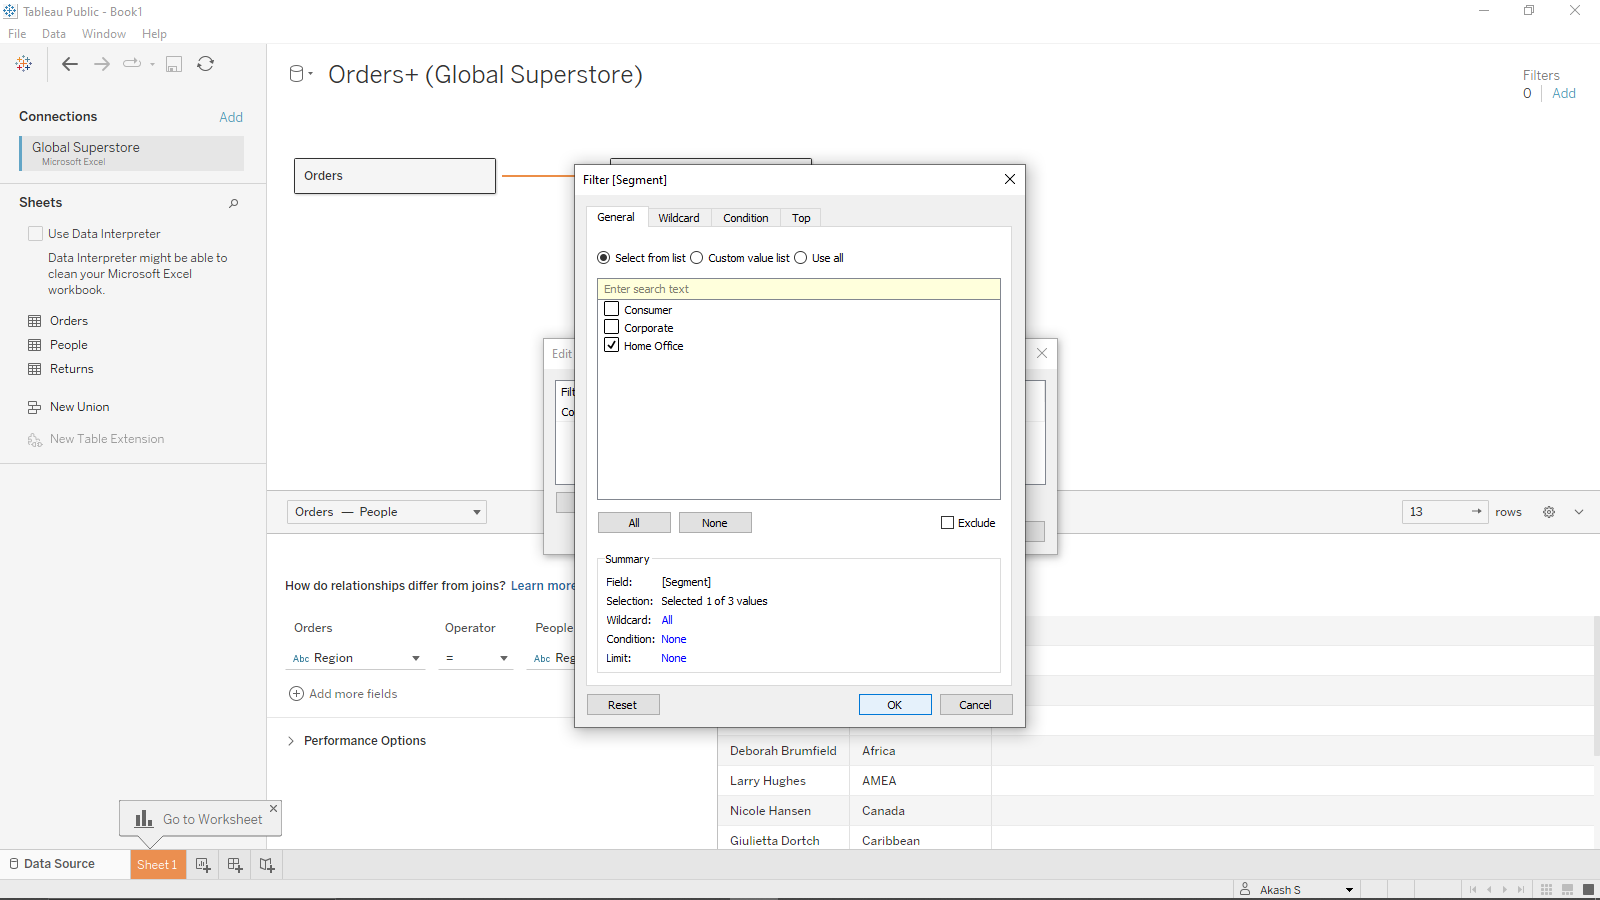 Tableau Public - Book1
File Data Window Help
Connections Add
Global Superstore
Microsoft Excel
Sheets
Use Data Interpreter
Data Interpreter might be able to
clean your Microsoft Excel
workbook.
Orders
People
Returns
New Union
New Table Extension
Orders+ (Global Superstore)
Filters
0 Add
Orders
Edit
Filt
Co
Filter [Segment]
General Wildcard Condition Top
Select from list Custom value list Use all
Enter search text
Consumer
Corporate
Home Office
All None Exclude
Summary
Field: [Segment]
Selection: Selected 1 of 3 values
Wildcard: All
Condition: None
Limit: None
Reset OK Cancel
Orders — People
13 rows
How do relationships differ from joins? Learn more
Orders Operator People
Abc Region = Abc Reg
Add more fields
Performance Options
Deborah Brumfield Africa
Larry Hughes AMEA
Nicole Hansen Canada
Giulietta Dortch Caribbean
Go to Worksheet
Data Source Sheet 1
Akash S